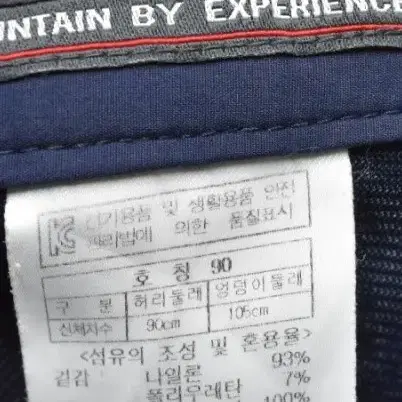 UNTAIN BY EXPERIENCE
전기용품 및 생활용품 안전
관리법에 의한 품질표시
호 칭 90
구 분 허리둘레 엉덩이둘레
신체치수 90cm 105cm
<섬유의 조성 및 혼용율>
겉감 나일론 93%
폴리우레탄 7%
100%